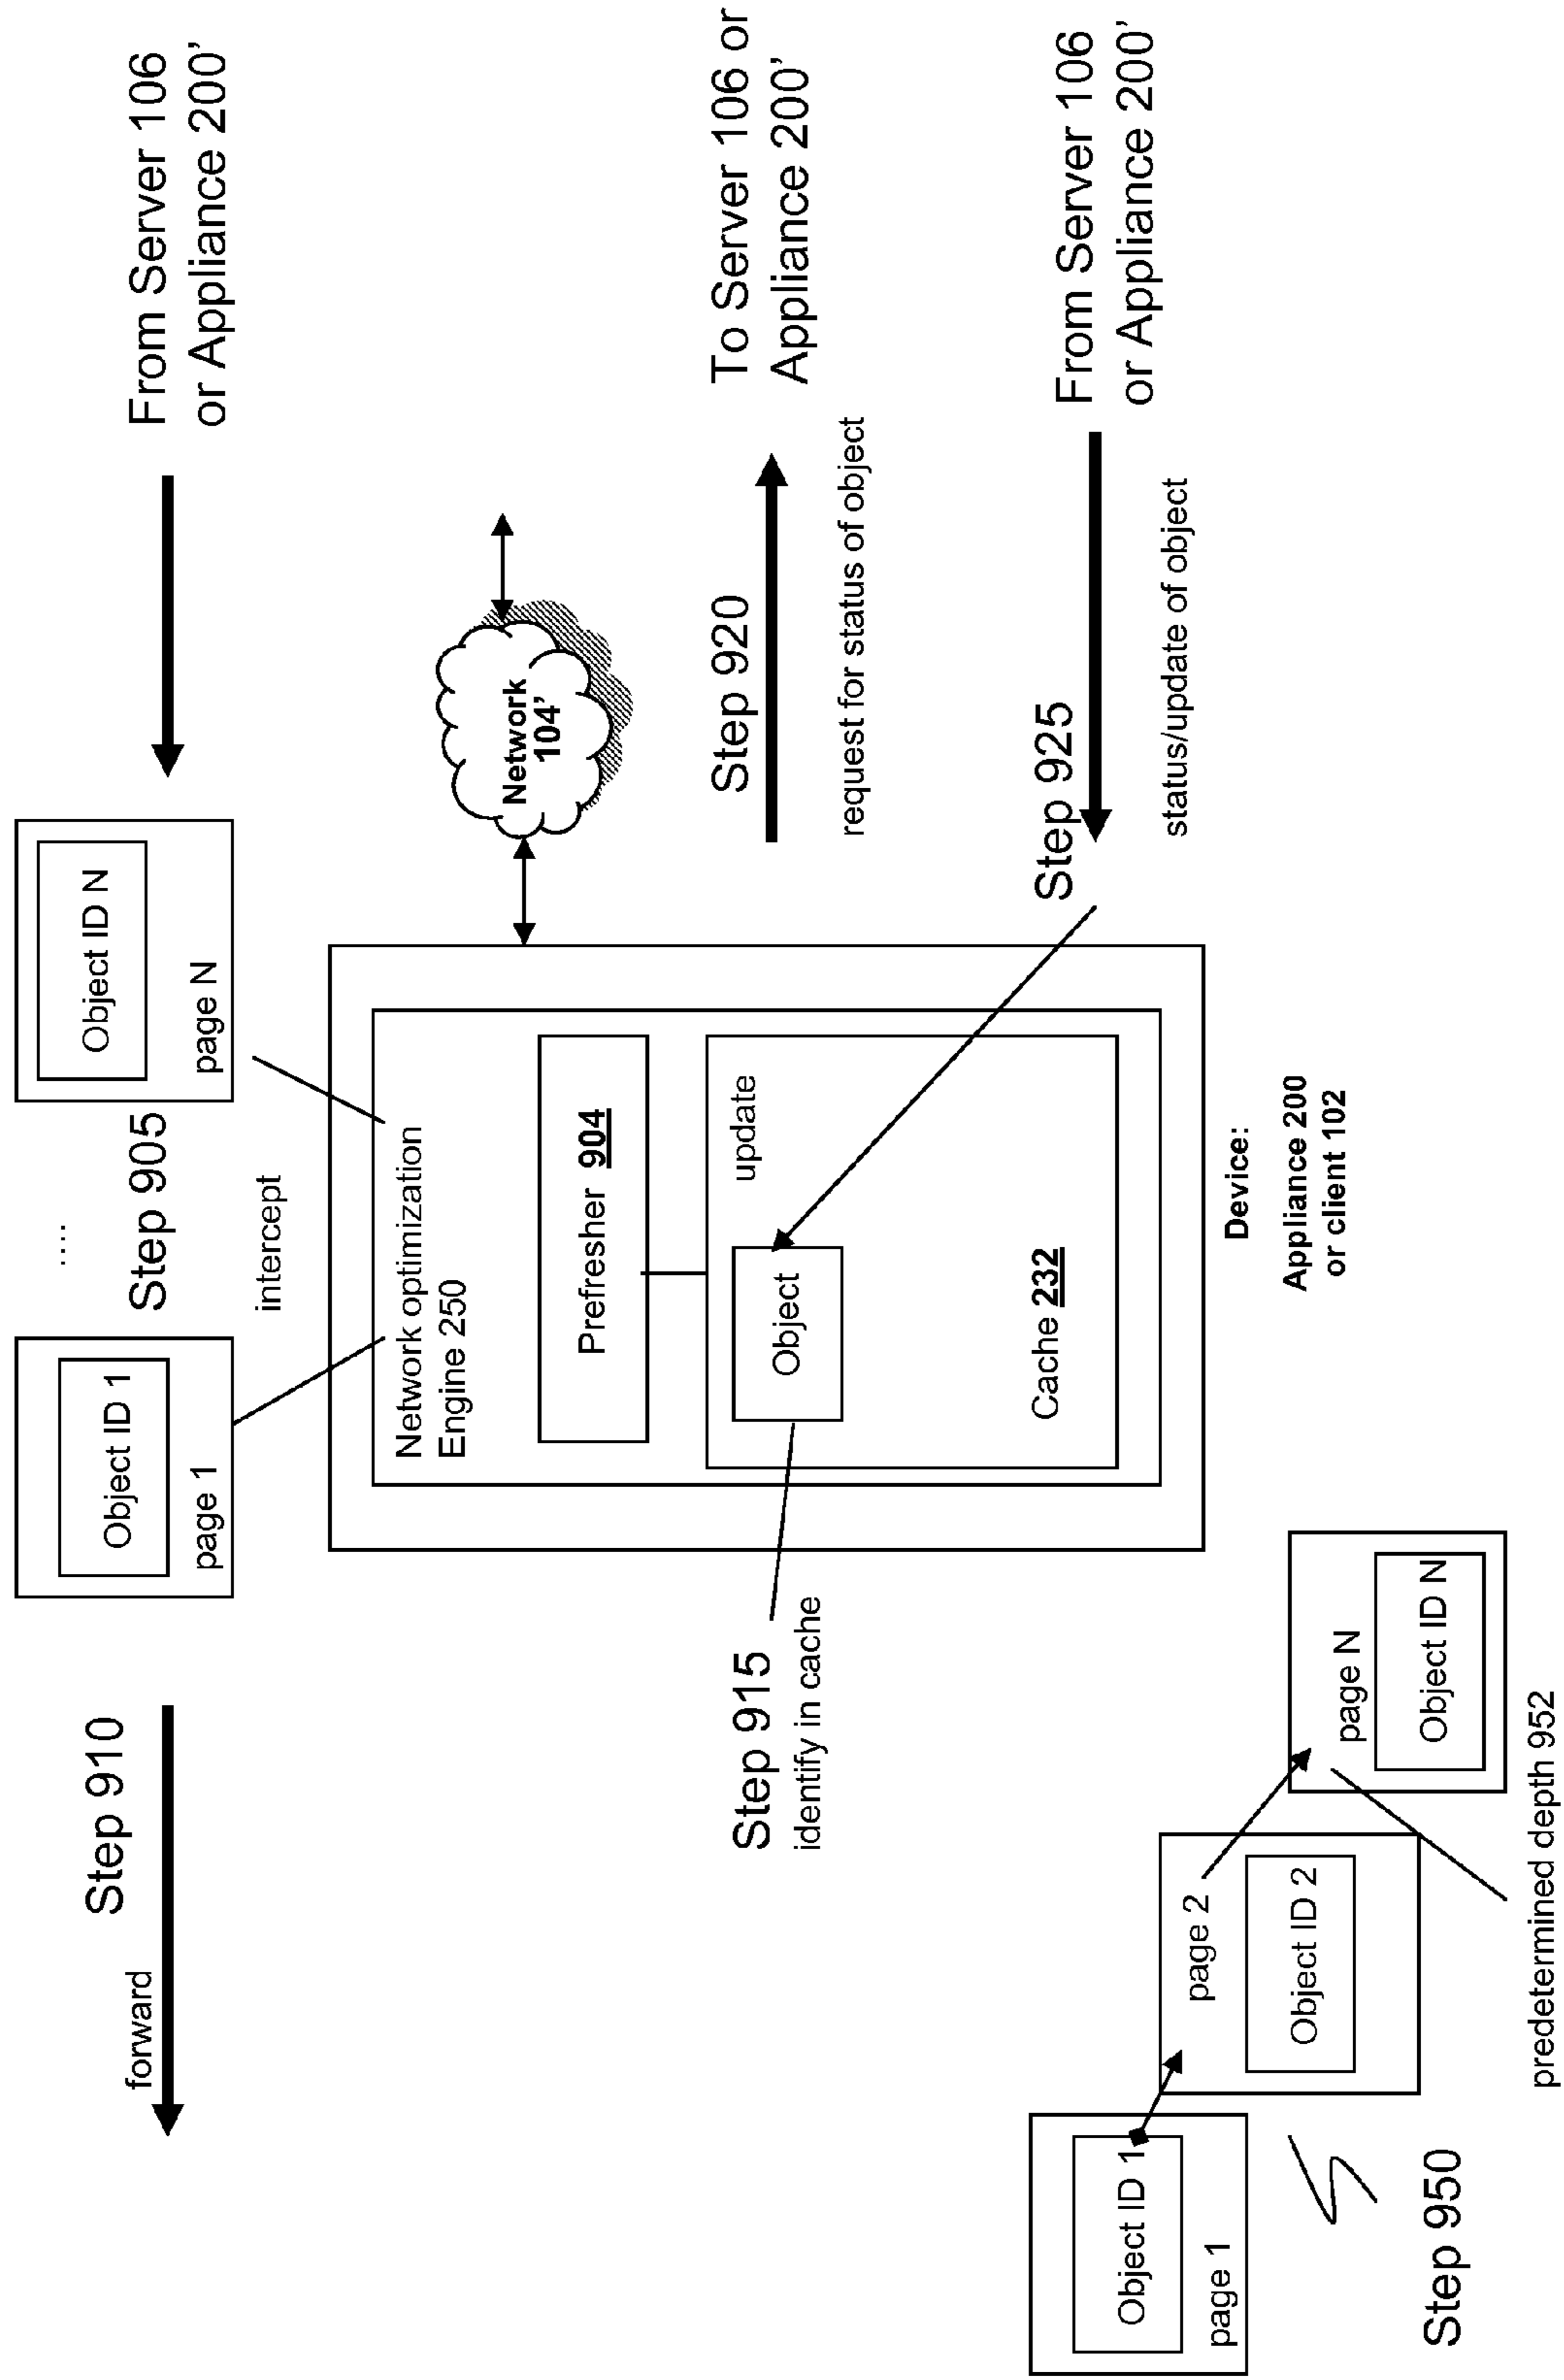 Step 910
forward
Object ID 1
page 1
....
Step 905
intercept
Object ID N
page N
From Server 106
or Appliance 200’
Network optimization
Engine 250
Prefresher 904
Object
update
Cache 232
Network
104’
Device:
Appliance 200
or client 102
Step 915
identify in cache
Step 920
request for status of object
To Server 106 or
Appliance 200’
Step 925
status/update of object
From Server 106
or Appliance 200’
Object ID 1
page 1
page 2
Object ID 2
page N
Object ID N
Step 950
predetermined depth 952